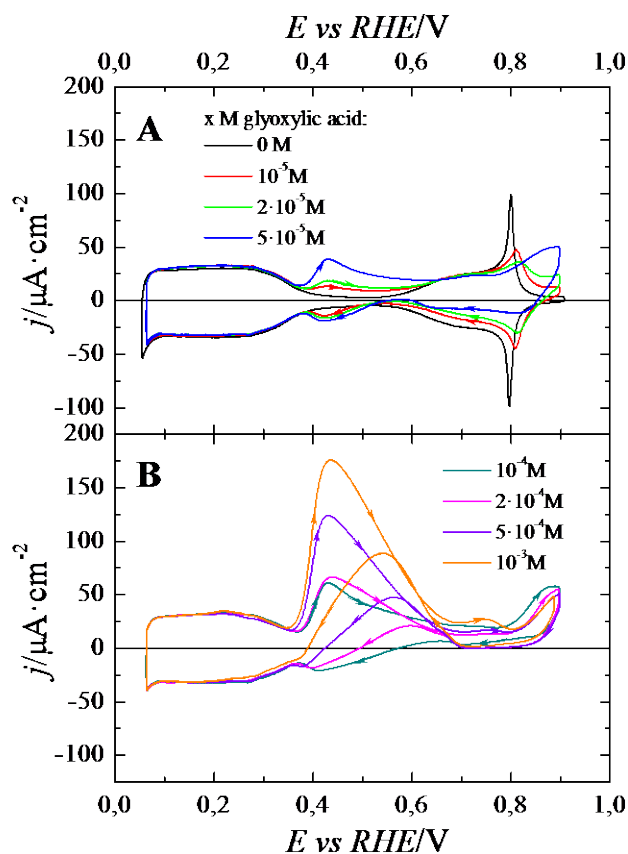 E vs RHE/V
0,0 0,2 0,4 0,6 0,8 1,0
200
150
100
50
0
-50
-100
j/µA·cm⁻²
A
x M glyoxylic acid:
0 M
10⁻⁵M
2·10⁻⁵M
5·10⁻⁵M
200
150
100
50
0
-50
-100
j/µA·cm⁻²
B
10⁻⁴M
2·10⁻⁴M
5·10⁻⁴M
10⁻³M
0,0 0,2 0,4 0,6 0,8 1,0
E vs RHE/V